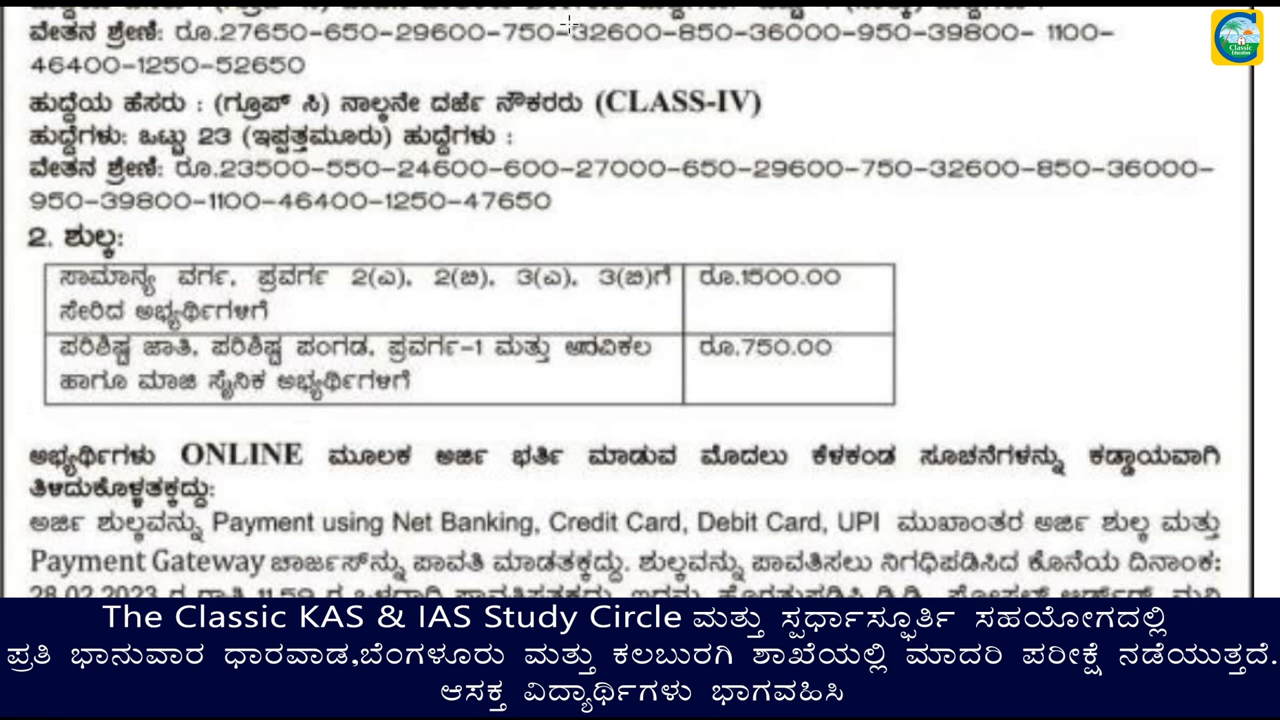 ವೇತನ ಶ್ರೇಣಿ: ರೂ.27650-650-29600-750-32600-850-36000-950-39800- 1100-
46400-1250-52650
Classic
Education
ಹುದ್ದೆಯ ಹೆಸರು : (ಗ್ರೂಪ್ ಸಿ) ನಾಲ್ಕನೇ ದರ್ಜೆ ನೌಕರರು (CLASS-IV)
ಹುದ್ದೆಗಳು: ಒಟ್ಟು 23 (ಇಪ್ಪತ್ತಮೂರು) ಹುದ್ದೆಗಳು :
ವೇತನ ಶ್ರೇಣಿ: ರೂ.23500-550-24600-600-27000-650-29600-750-32600-850-36000-
950-39800-1100-46400-1250-47650
2. ಶುಲ್ಕ:
ಸಾಮಾನ್ಯ ವರ್ಗ, ಪ್ರವರ್ಗ 2(ಎ), 2(ಬಿ), 3(ಎ), 3(ಬಿ)ಗೆ ರೂ.1500.00
ಸೇರಿದ ಅಭ್ಯರ್ಥಿಗಳಿಗೆ
ಪರಿಶಿಷ್ಟ ಜಾತಿ, ಪರಿಶಿಷ್ಟ ಪಂಗಡ, ಪ್ರವರ್ಗ-1 ಮತ್ತು ಅಂಗವಿಕಲ ರೂ.750.00
ಹಾಗೂ ಮಾಜಿ ಸೈನಿಕ ಅಭ್ಯರ್ಥಿಗಳಿಗೆ
ಅಭ್ಯರ್ಥಿಗಳು ONLINE ಮೂಲಕ ಅರ್ಜಿ ಭರ್ತಿ ಮಾಡುವ ಮೊದಲು ಕೆಳಕಂಡ ಸೂಚನೆಗಳನ್ನು ಕಡ್ಡಾಯವಾಗಿ
ತಿಳಿದುಕೊಳ್ಳತಕ್ಕದ್ದು:
ಅರ್ಜಿ ಶುಲ್ಕವನ್ನು Payment using Net Banking, Credit Card, Debit Card, UPI ಮುಖಾಂತರ ಅರ್ಜಿ ಶುಲ್ಕ ಮತ್ತು
Payment Gateway ಚಾರ್ಜಸ್‌ನ್ನು ಪಾವತಿ ಮಾಡತಕ್ಕದ್ದು. ಶುಲ್ಕವನ್ನು ಪಾವತಿಸಲು ನಿಗಧಿಪಡಿಸಿದ ಕೊನೆಯ ದಿನಾಂಕ:
The Classic KAS & IAS Study Circle ಮತ್ತು ಸ್ಪರ್ಧಾಸ್ಫೂರ್ತಿ ಸಹಯೋಗದಲ್ಲಿ
ಪ್ರತಿ ಭಾನುವಾರ ಧಾರವಾಡ,ಬೆಂಗಳೂರು ಮತ್ತು ಕಲಬುರಗಿ ಶಾಖೆಯಲ್ಲಿ ಮಾದರಿ ಪರೀಕ್ಷೆ ನಡೆಯುತ್ತದೆ.
ಆಸಕ್ತ ವಿದ್ಯಾರ್ಥಿಗಳು ಭಾಗವಹಿಸಿ